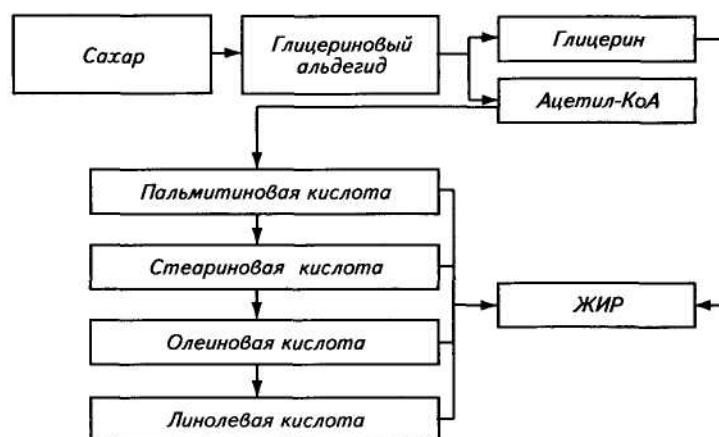 Сахар
Глицериновый
альдегид
Глицерин
Ацетил-КоА
Пальмитиновая кислота
Стеариновая кислота
Олеиновая кислота
Линолевая кислота
ЖИР